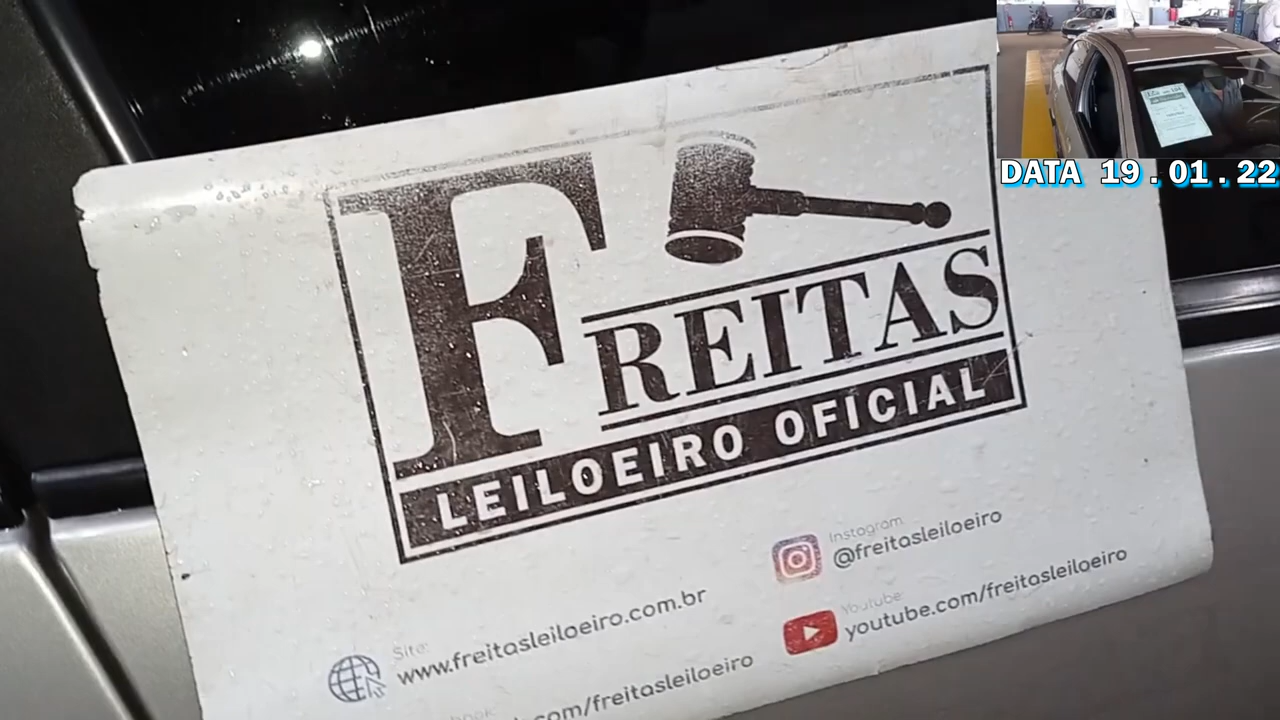 DATA 19.01.22
FREITAS
LEILOEIRO OFICIAL
Instagram:
@freitasleiloeiro
Site:
www.freitasleiloeiro.com.br
Youtube:
youtube.com/freitasleiloeiro
com/freitasleiloeiro